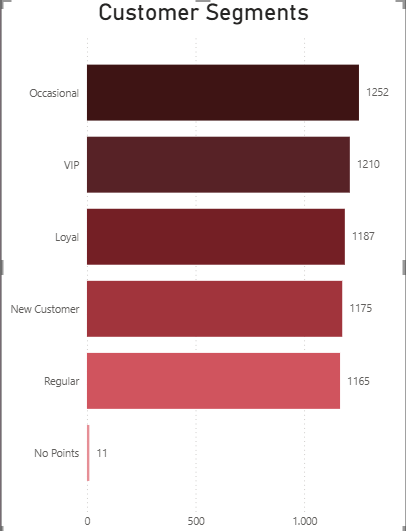 Customer Segments
Occasional 1252
VIP 1210
Loyal 1187
New Customer 1175
Regular 1165
No Points 11
0 500 1.000